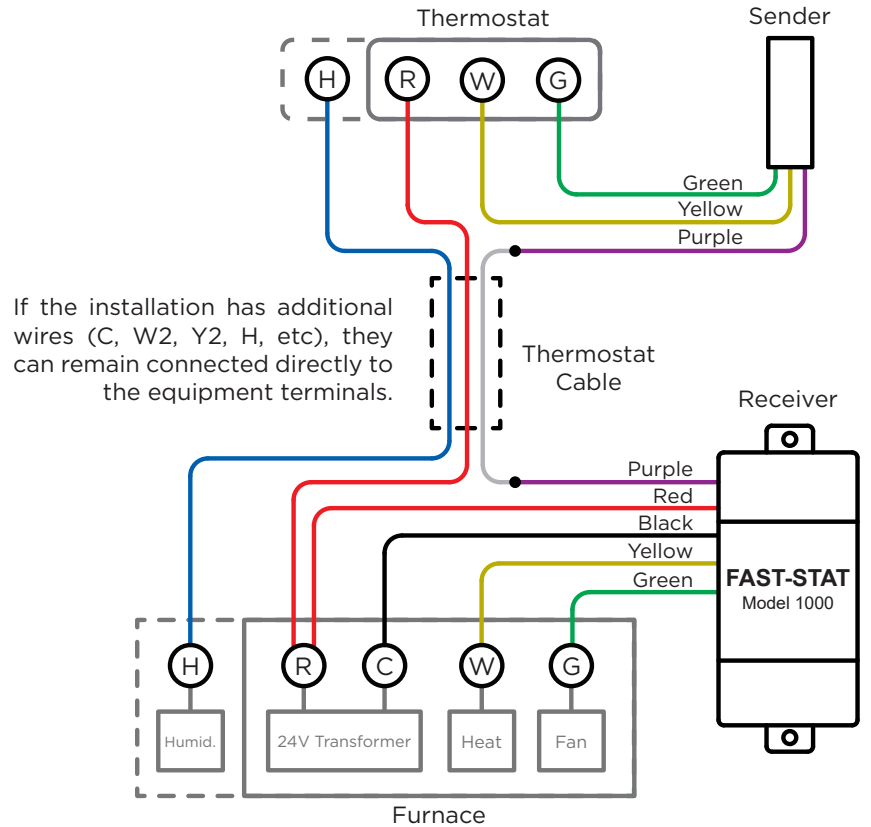 Thermostat
Sender
H
R
W
G
Green
Yellow
Purple
If the installation has additional
wires (C, W2, Y2, H, etc), they
can remain connected directly to
the equipment terminals.
Thermostat
Cable
Receiver
Purple
Red
Black
Yellow
Green
FAST-STAT
Model 1000
H
R
C
W
G
Humid.
24V Transformer
Heat
Fan
Furnace